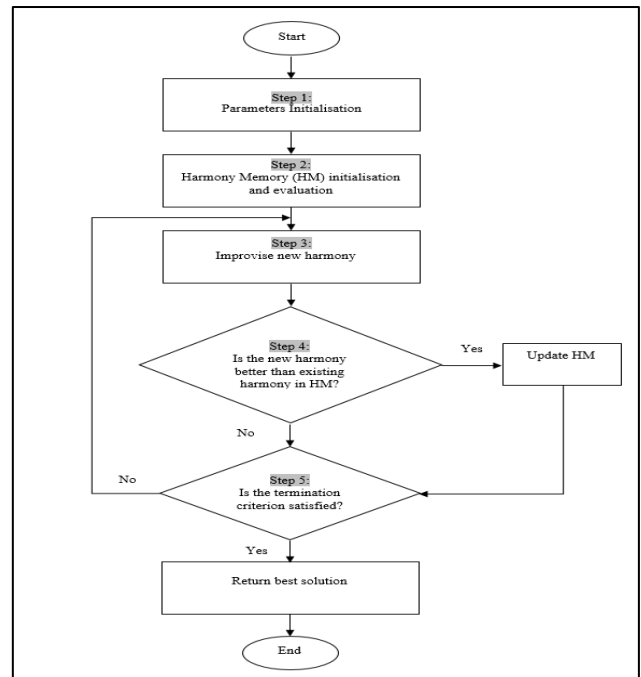 Start
Step 1:
Parameters Initialisation
Step 2:
Harmony Memory (HM) initialisation
and evaluation
Step 3:
Improvise new harmony
Step 4:
Is the new harmony
better than existing
harmony in HM?
Yes
Update HM
No
Step 5:
Is the termination
criterion satisfied?
No
Yes
Return best solution
End